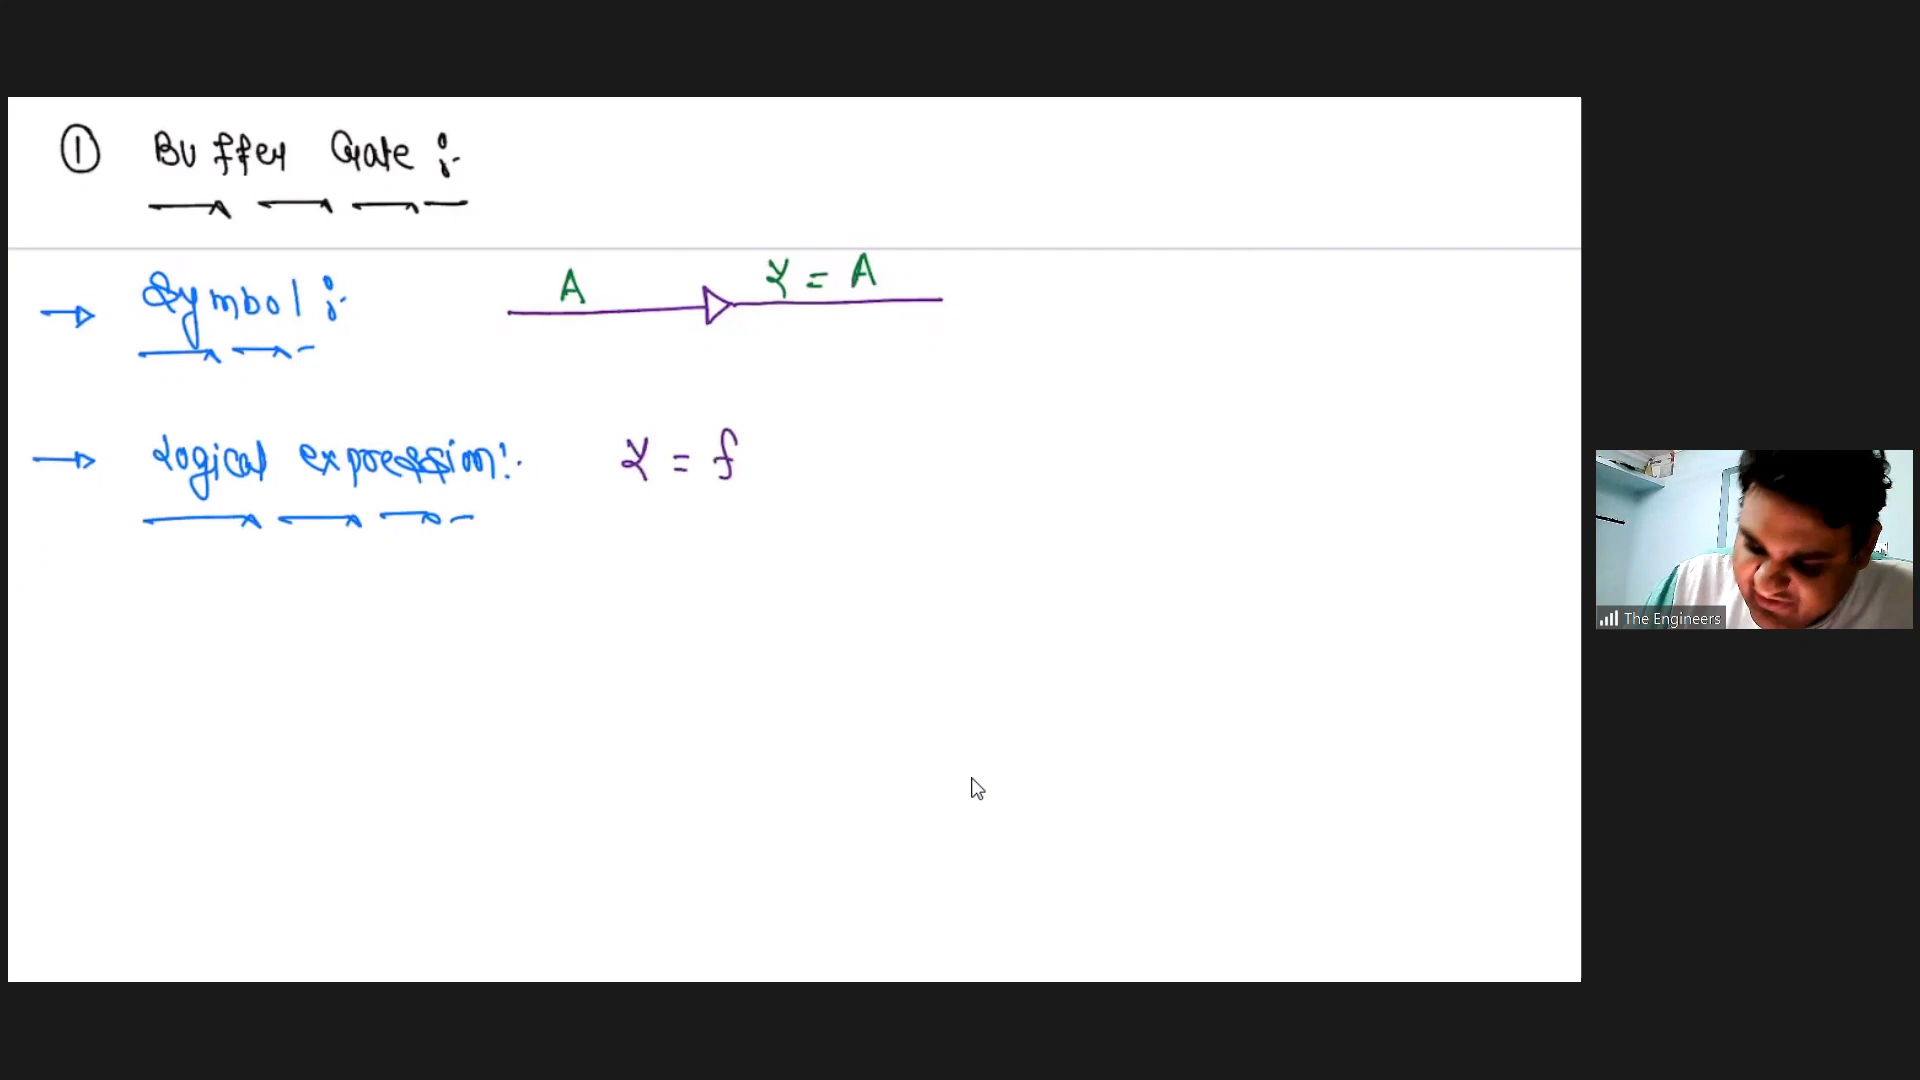 ① Buffer Gate :-
→ Symbol :- A Y = A
→ Logical expression :- Y = f
The Engineers